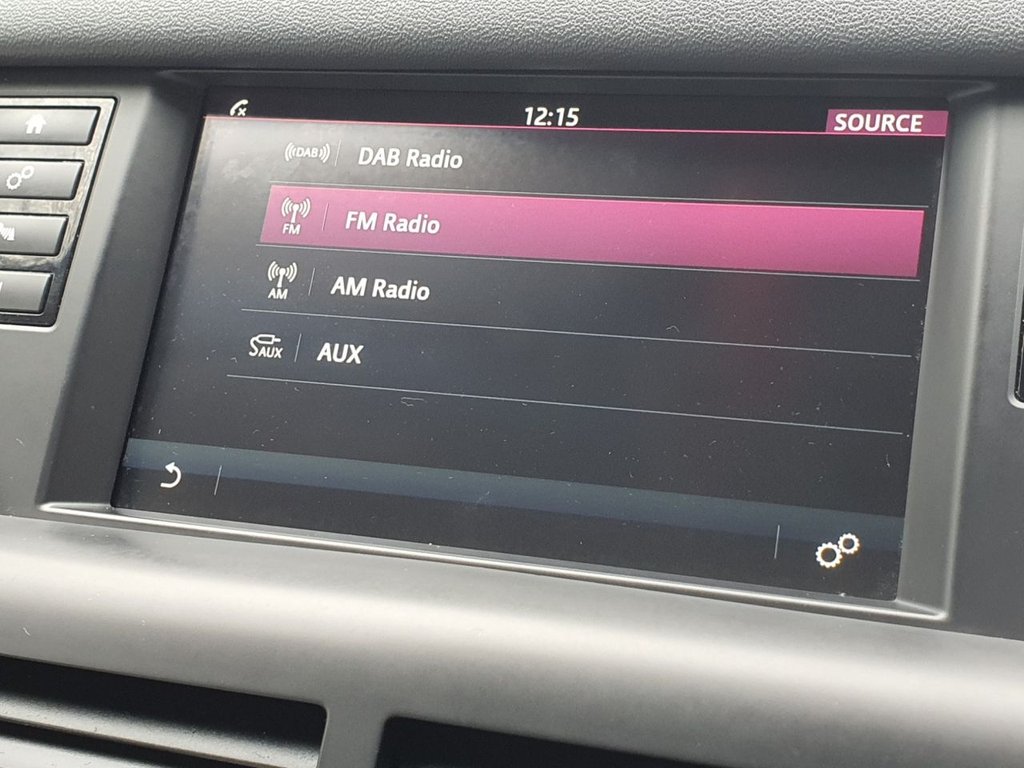 12:15
SOURCE
DAB
DAB Radio
FM
FM Radio
AM
AM Radio
AUX
AUX